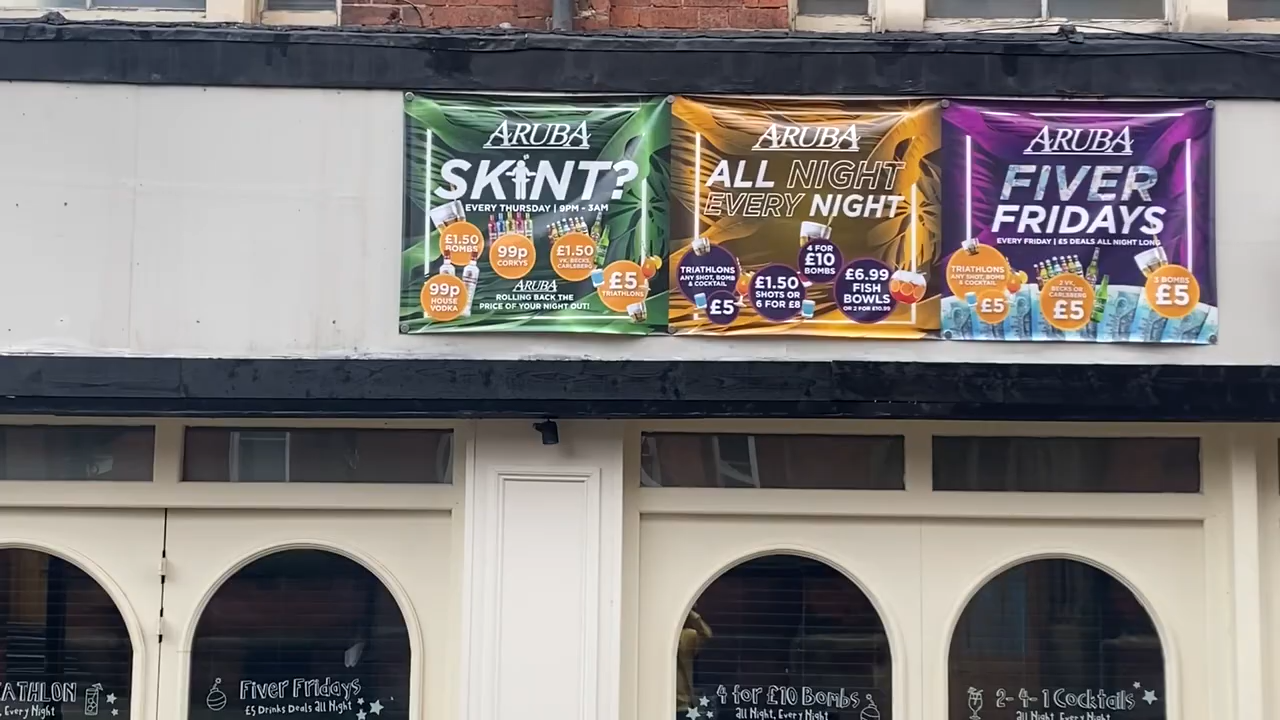 ARUBA
SKINT?
EVERY THURSDAY | 9PM - 3AM
£1.50
BOMBS
99p
CORKYS
£1.50
VK, BECKS,
CARLSBERG
£5
TRIATHLONS
99p
HOUSE
VODKA
ARUBA
ROLLING BACK THE
PRICE OF YOUR NIGHT OUT!
ARUBA
ALL NIGHT
EVERY NIGHT
TRIATHLONS
ANY SHOT, BOMB
& COCKTAIL
£5
£1.50
SHOTS OR
6 FOR £8
4 FOR
£10
BOMBS
£6.99
FISH
BOWLS
OR 2 FOR £10.99
ARUBA
FIVER
FRIDAYS
EVERY FRIDAY | £5 DEALS ALL NIGHT LONG
TRIATHLONS
ANY SHOT, BOMB
& COCKTAIL
£5
2 VK,
BECKS OR
CARLSBERG
£5
3 BOMBS
£5
ATHLON
, Every Night
Fiver Fridays
£5 Drinks Deals all Night
4 for £10 Bombs
all Night, Every Night
2-4-1 Cocktails
all Night, Every Night